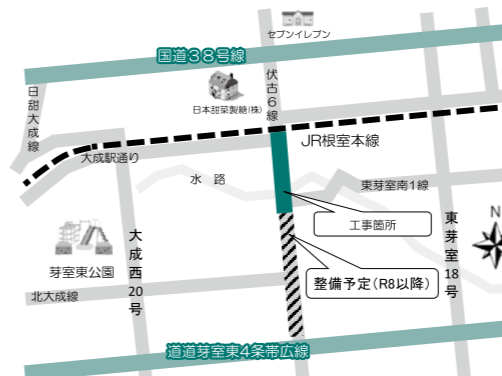 セブンイレブン
国道38号線
伏古6線
日甜大成線
日本甜菜製糖(株)
JR根室本線
大成駅通り
水路
東芽室南1線
工事箇所
N
芽室東公園
大成西20号
東芽室18号
整備予定(R8以降)
北大成線
道道芽室東4条帯広線